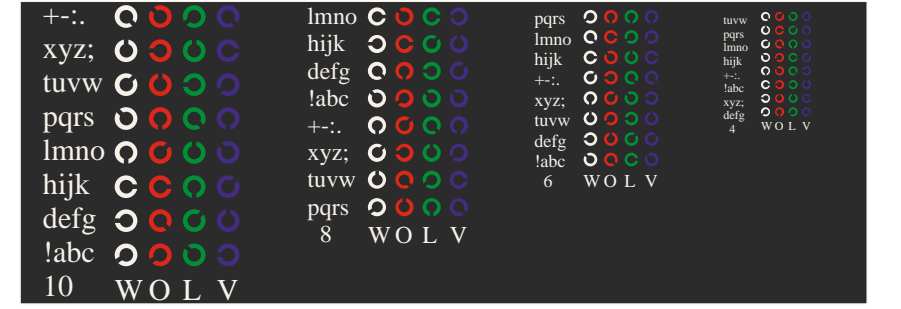 +-:.
xyz;
tuvw
pqrs
lmno
hijk
defg
!abc
10 W O L V
lmno
hijk
defg
!abc
+-:.
xyz;
tuvw
pqrs
8 W O L V
pqrs
lmno
hijk
+-:.
xyz;
tuvw
defg
!abc
6 W O L V
tuvw
pqrs
lmno
hijk
+-:.
!abc
xyz;
defg
4 W O L V